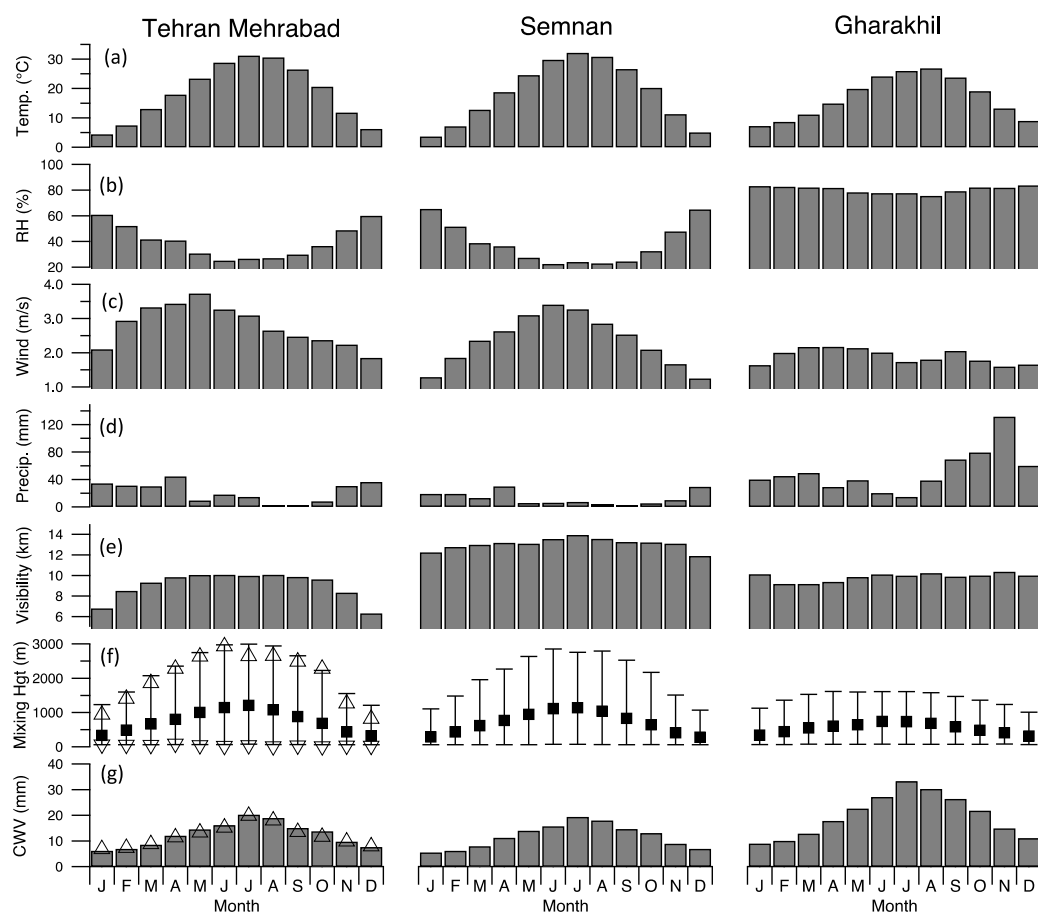 Tehran Mehrabad Semnan Gharakhil
(a)
Temp. (°C)
30
20
10
0
(b)
RH (%)
100
80
60
40
20
(c)
Wind (m/s)
4.0
3.0
2.0
1.0
(d)
Precip. (mm)
120
80
40
0
(e)
Visibility (km)
14
12
10
8
6
(f)
Mixing Hgt (m)
3000
2000
1000
0
(g)
CWV (mm)
40
30
20
10
0
J F M A M J J A S O N D J F M A M J J A S O N D J F M A M J J A S O N D
Month Month Month